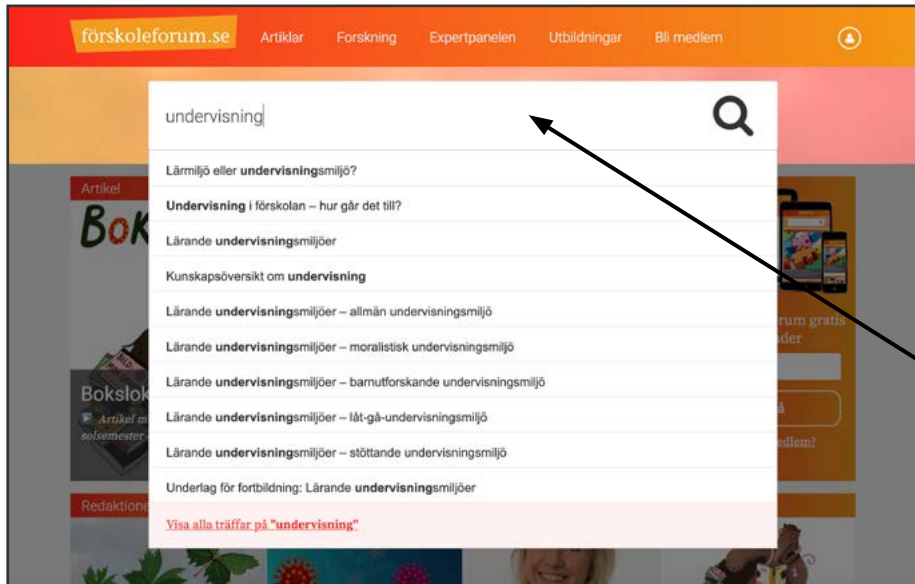 förskoleforum.se Artiklar Forskning Expertpanelen Utbildningar Bli medlem
undervisning
Lärmiljö eller undervisningsmiljö?
Undervisning i förskolan – hur går det till?
Lärande undervisningsmiljöer
Kunskapsöversikt om undervisning
Lärande undervisningsmiljöer – allmän undervisningsmiljö
Lärande undervisningsmiljöer – moralistisk undervisningsmiljö
Lärande undervisningsmiljöer – barnutforskande undervisningsmiljö
Lärande undervisningsmiljöer – låt-gå-undervisningsmiljö
Lärande undervisningsmiljöer – stöttande undervisningsmiljö
Underlag för fortbildning: Lärande undervisningsmiljöer
Visa alla träffar på "undervisning"
Artikel
Bok
Bokslok
Artikel m
solsemester
gratis
Redaktione